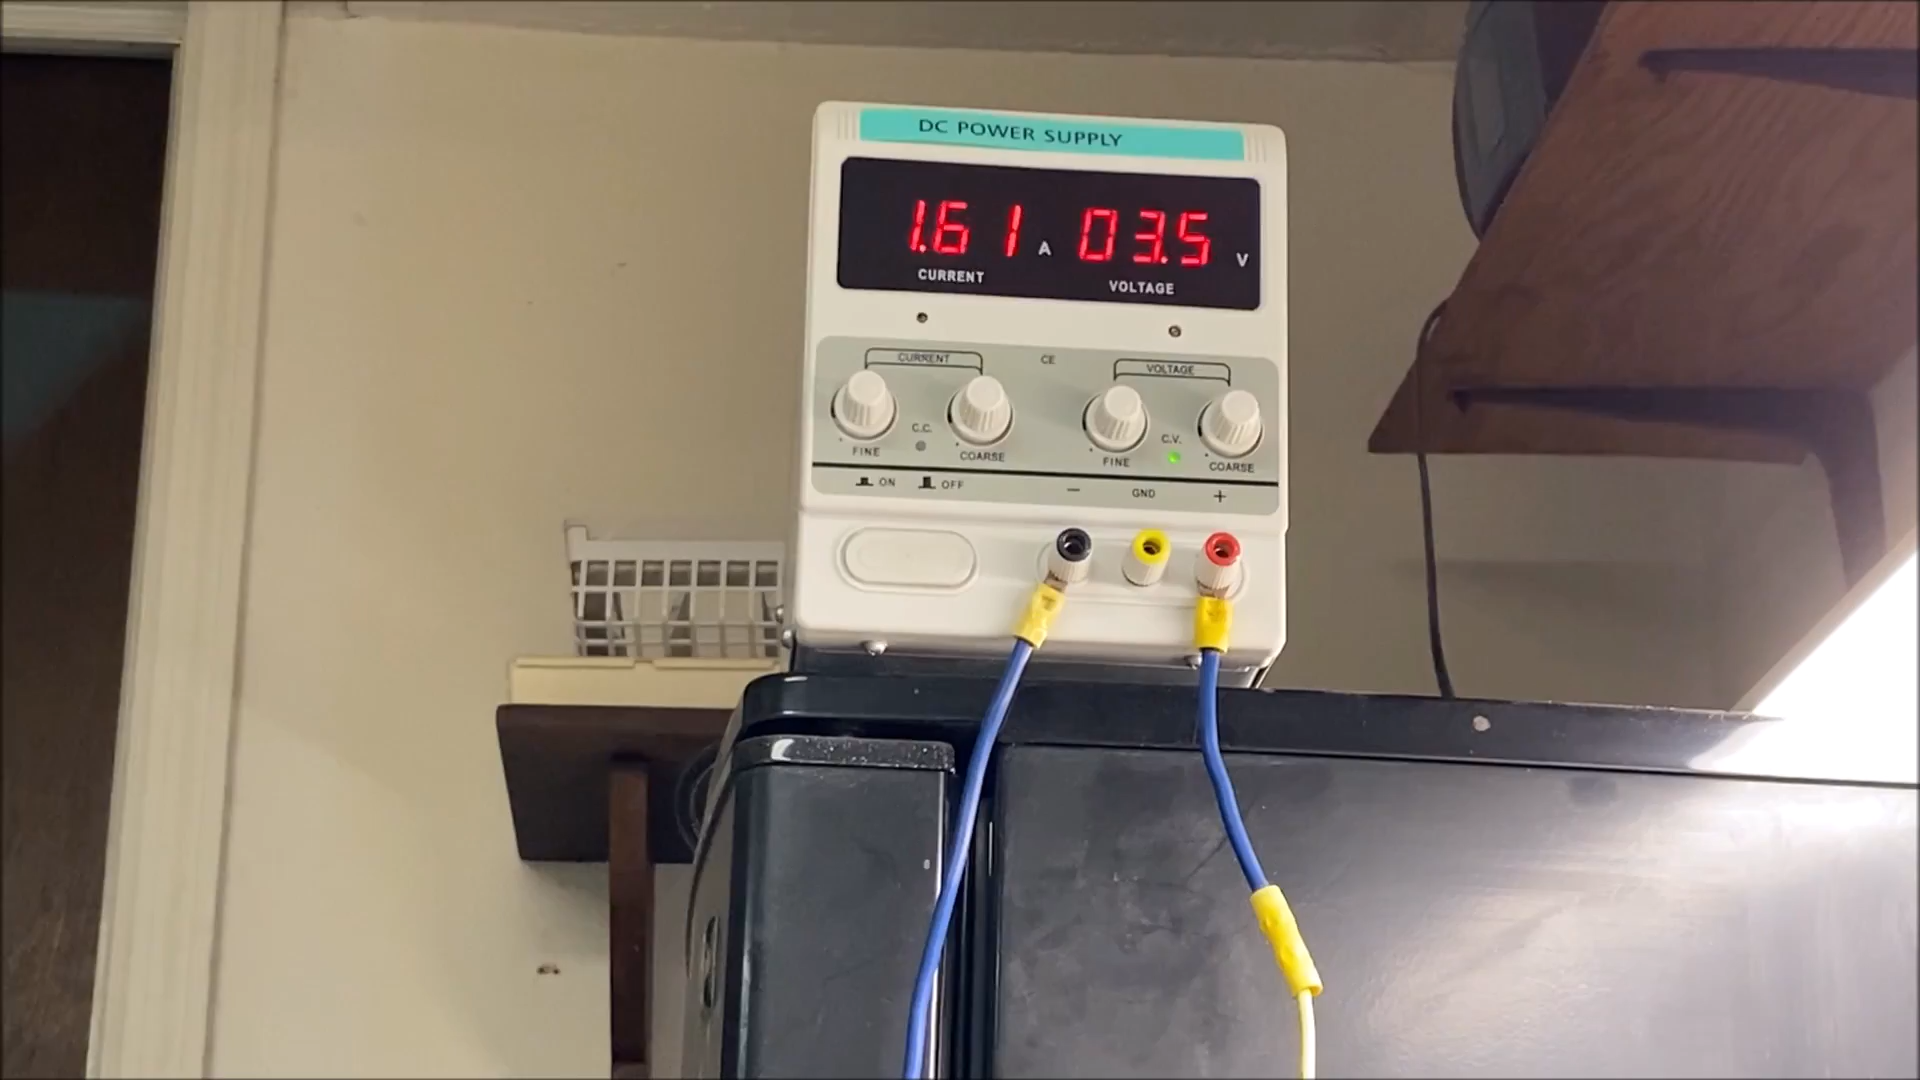 DC POWER SUPPLY
1.61 A 03.5 V
CURRENT VOLTAGE
CURRENT CE VOLTAGE
C.C. C.V.
FINE COARSE FINE COARSE
ON OFF − GND +